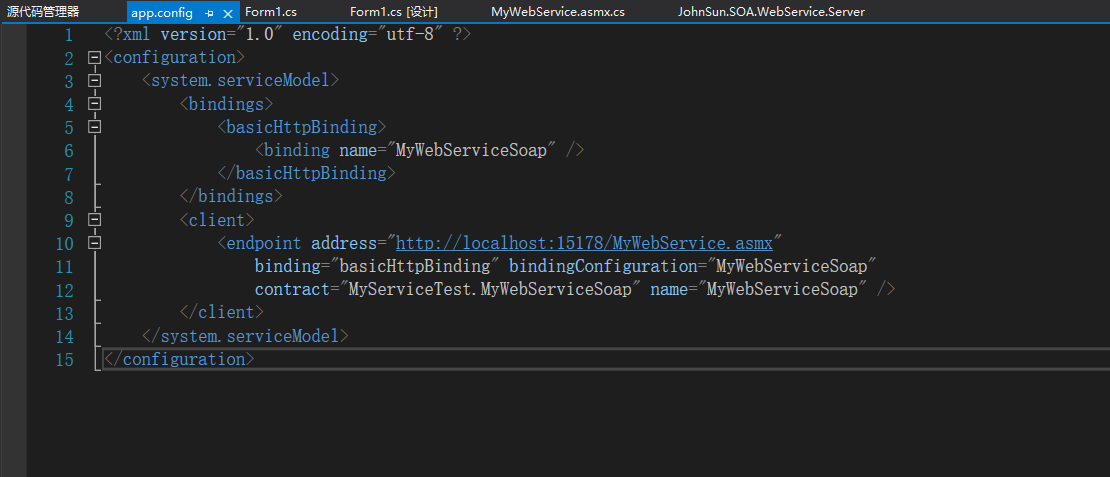 源代码管理器 app.config Form1.cs Form1.cs [设计] MyWebService.asmx.cs JohnSun.SOA.WebService.Server
1 <?xml version="1.0" encoding="utf-8" ?>
2 <configuration>
3 <system.serviceModel>
4 <bindings>
5 <basicHttpBinding>
6 <binding name="MyWebServiceSoap" />
7 </basicHttpBinding>
8 </bindings>
9 <client>
10 <endpoint address="http://localhost:15178/MyWebService.asmx"
11 binding="basicHttpBinding" bindingConfiguration="MyWebServiceSoap"
12 contract="MyServiceTest.MyWebServiceSoap" name="MyWebServiceSoap" />
13 </client>
14 </system.serviceModel>
15 </configuration>